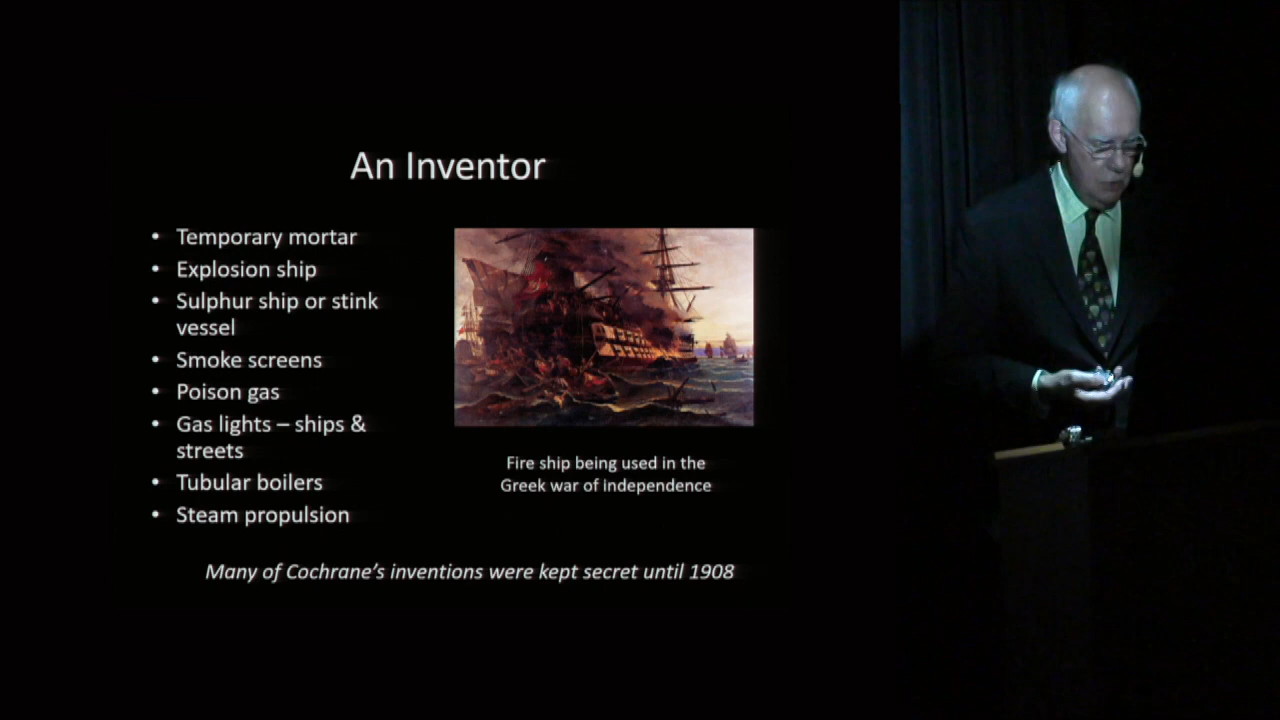 An Inventor
• Temporary mortar
• Explosion ship
• Sulphur ship or stink
vessel
• Smoke screens
• Poison gas
• Gas lights – ships &
streets
• Tubular boilers
• Steam propulsion
Fire ship being used in the
Greek war of independence
Many of Cochrane's inventions were kept secret until 1908